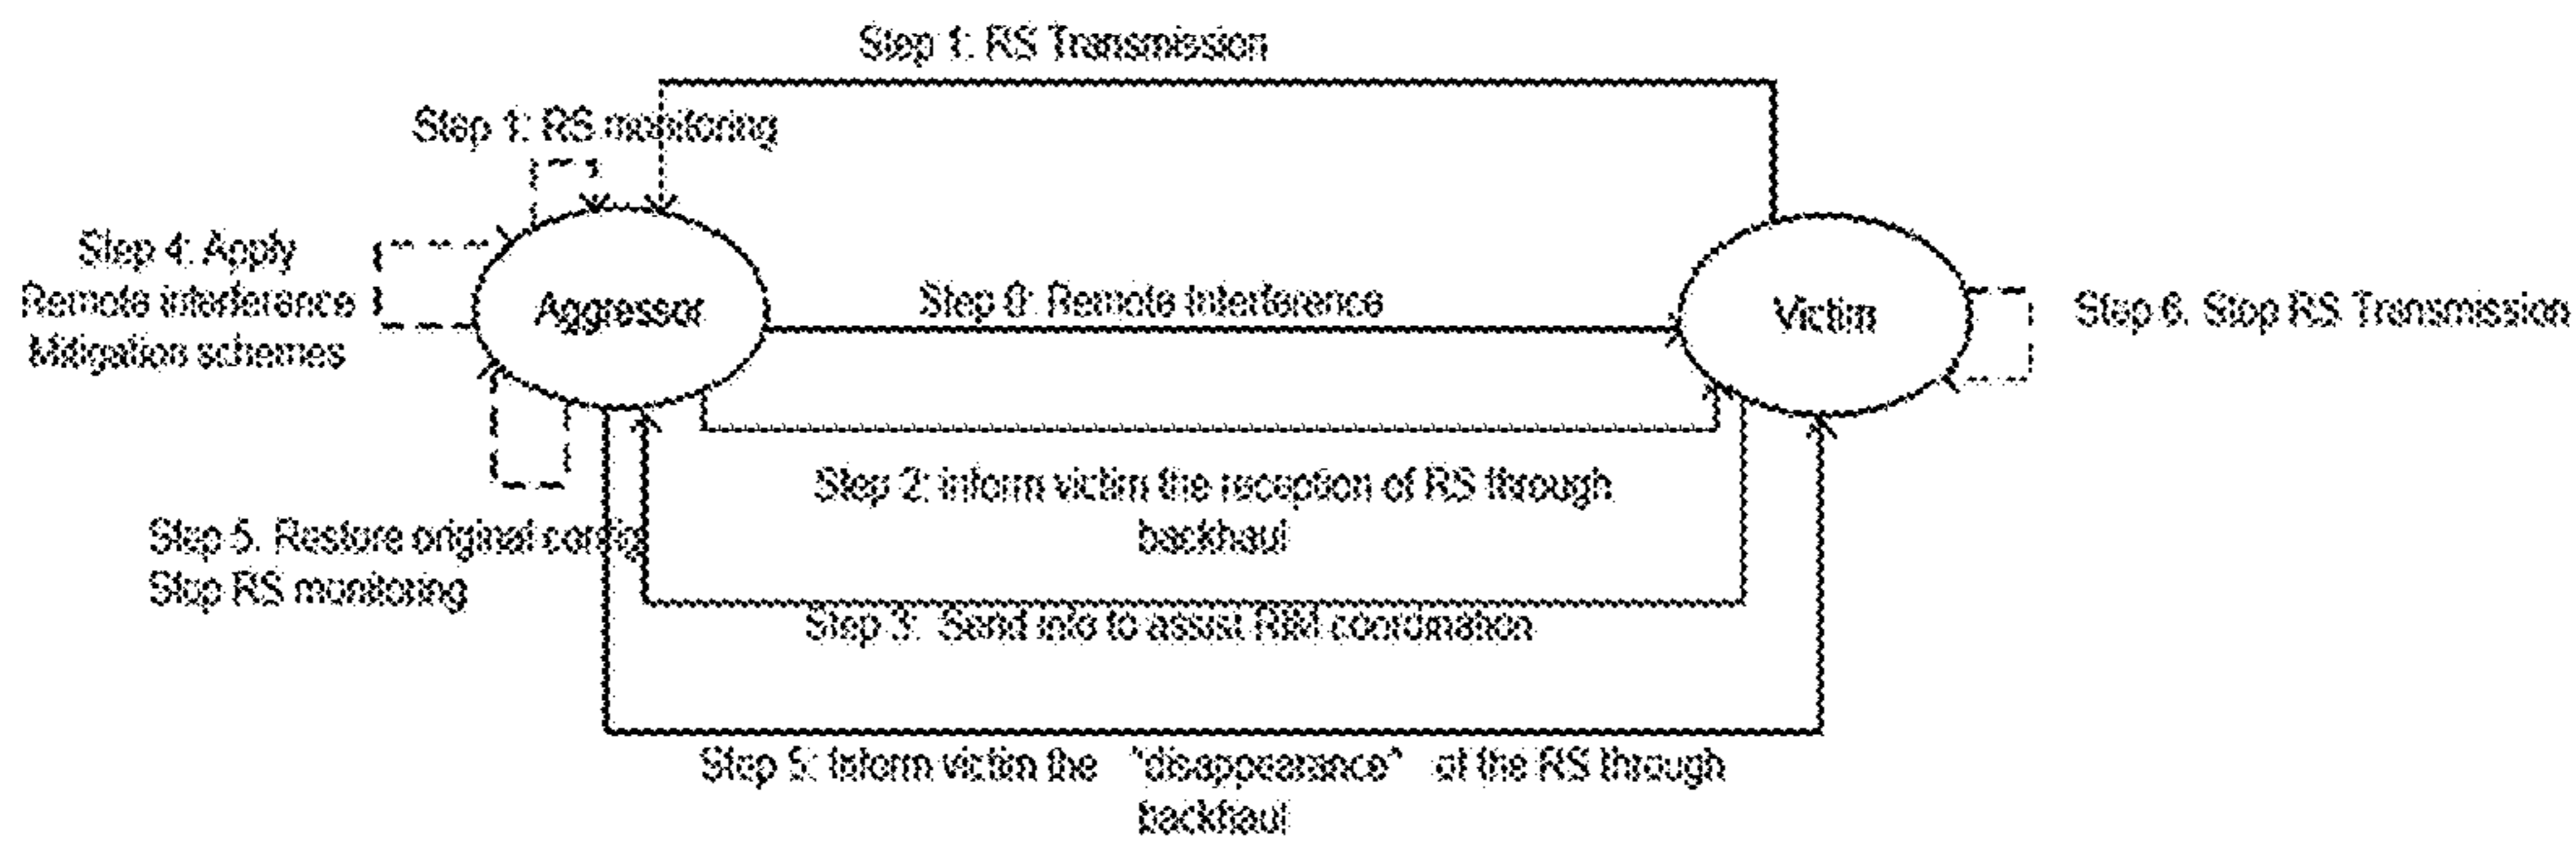 Step 1: RS Transmission
Step 1: RS monitoring
Step 4: Apply
Remote interference
Mitigation schemes
Aggressor
Step 0: Remote Interference
Victim
Step 6. Stop RS Transmission
Step 2: inform victim the reception of RS through
backhaul
Step 5. Restore original config
Stop RS monitoring
Step 3: Send info to assist RIM coordination
Step 5: Inform victim the "disappearance" of the RS through
backhaul